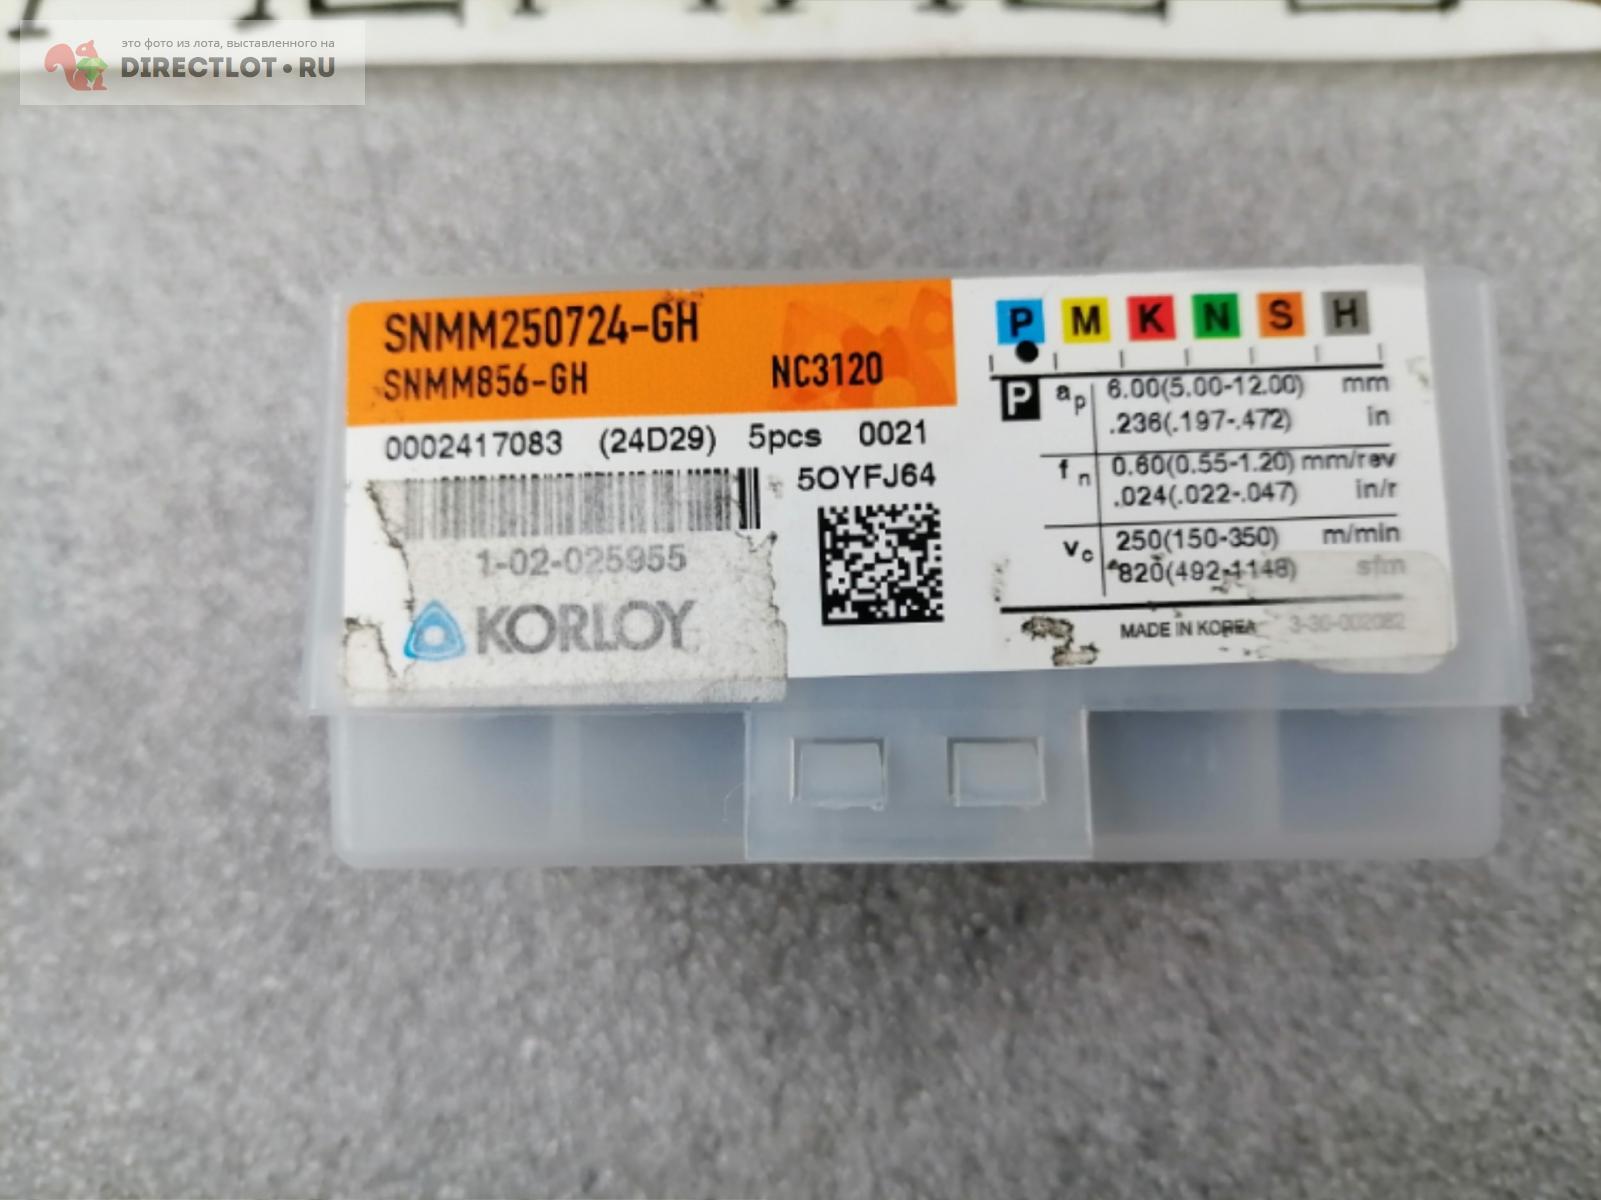 это фото из лота, выставленного на
DIRECTLOT•RU
SNMM250724-GH
SNMM856-GH NC3120
0002417083 (24D29) 5pcs 0021
5OYFJ64
1-02-025955
KORLOY
P M K N S H
P ap 6.00(5.00-12.00) mm
.236(.197-.472) in
fn 0.60(0.55-1.20) mm/rev
.024(.022-.047) in/r
vc 250(150-350) m/min
820(492-1148) sfm
MADE IN KOREA 3-30-002082